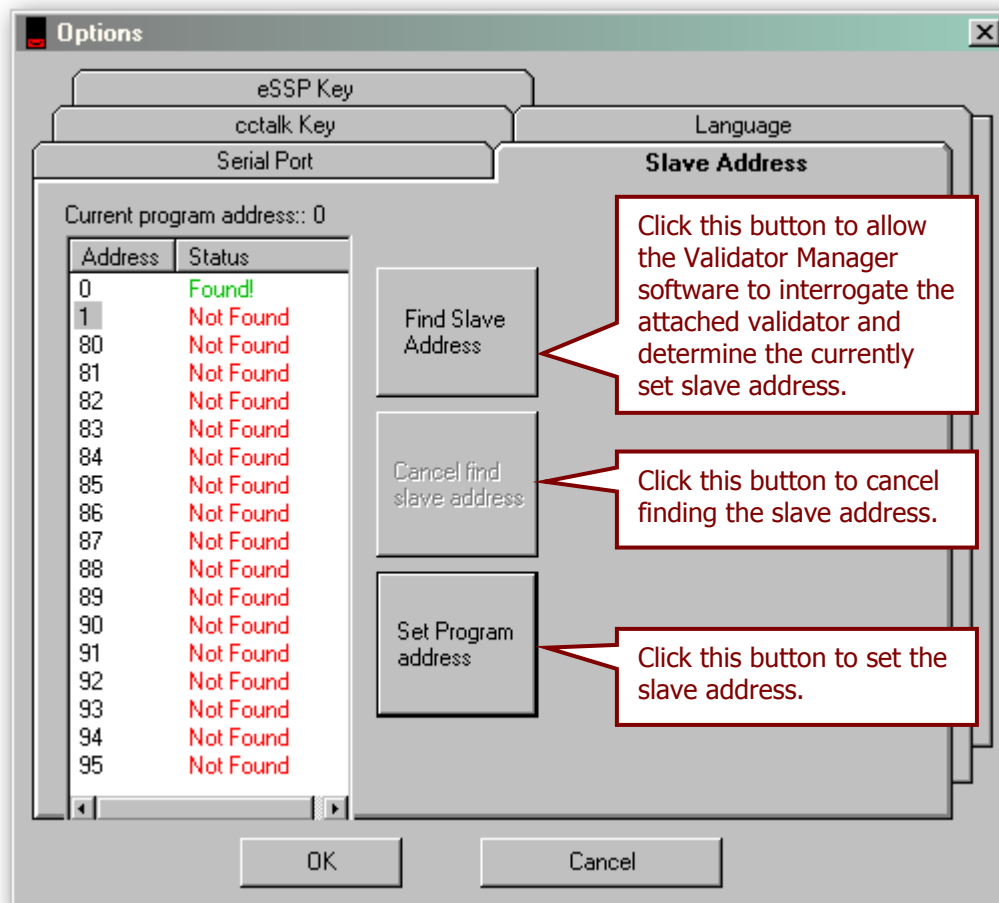 Options
eSSP Key
cctalk Key
Language
Serial Port
Slave Address
Current program address:: 0
Address Status
0 Found!
1 Not Found
80 Not Found
81 Not Found
82 Not Found
83 Not Found
84 Not Found
85 Not Found
86 Not Found
87 Not Found
88 Not Found
89 Not Found
90 Not Found
91 Not Found
92 Not Found
93 Not Found
94 Not Found
95 Not Found
Find Slave
Address
Click this button to allow
the Validator Manager
software to interrogate the
attached validator and
determine the currently
set slave address.
Cancel find
slave address
Click this button to cancel
finding the slave address.
Set Program
address
Click this button to set the
slave address.
OK
Cancel